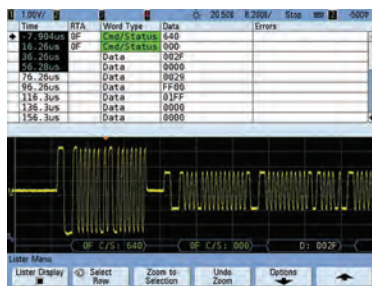 1.00V/
20.50%
8.200%/
Stop
-500%
Time RTA Word Type Data Errors
-7.904us 0F Cmd/Status 640
16.26us 0F Cmd/Status 000
36.26us Data 002F
56.28us Data 0000
76.26us Data 0029
96.26us Data FF00
116.3us Data 01FF
136.3us Data 0000
156.3us Data 0000
0F C/S: 640 0F C/S: 000 D: 002F
Lister Menu
Lister Display Select Row Zoom to Selection Undo Zoom Options